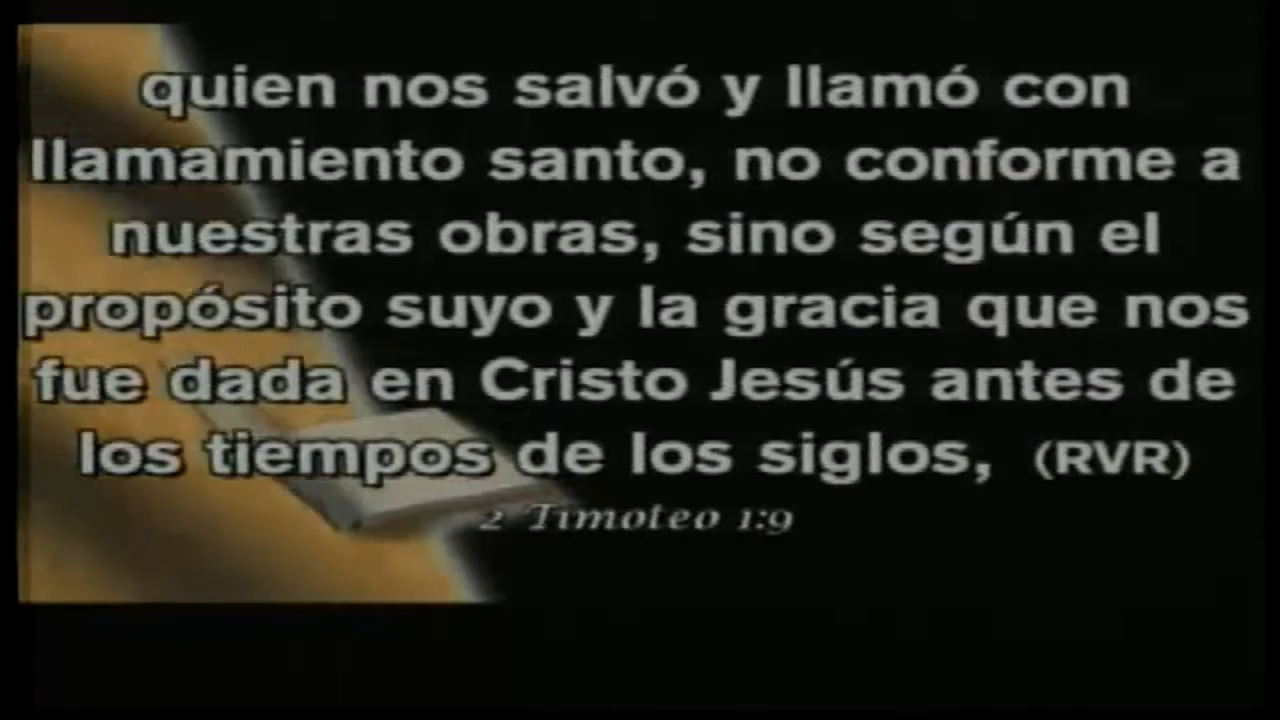 quien nos salvó y llamó con
llamamiento santo, no conforme a
nuestras obras, sino según el
propósito suyo y la gracia que nos
fue dada en Cristo Jesús antes de
los tiempos de los siglos, (RVR)
2 Timoteo 1:9